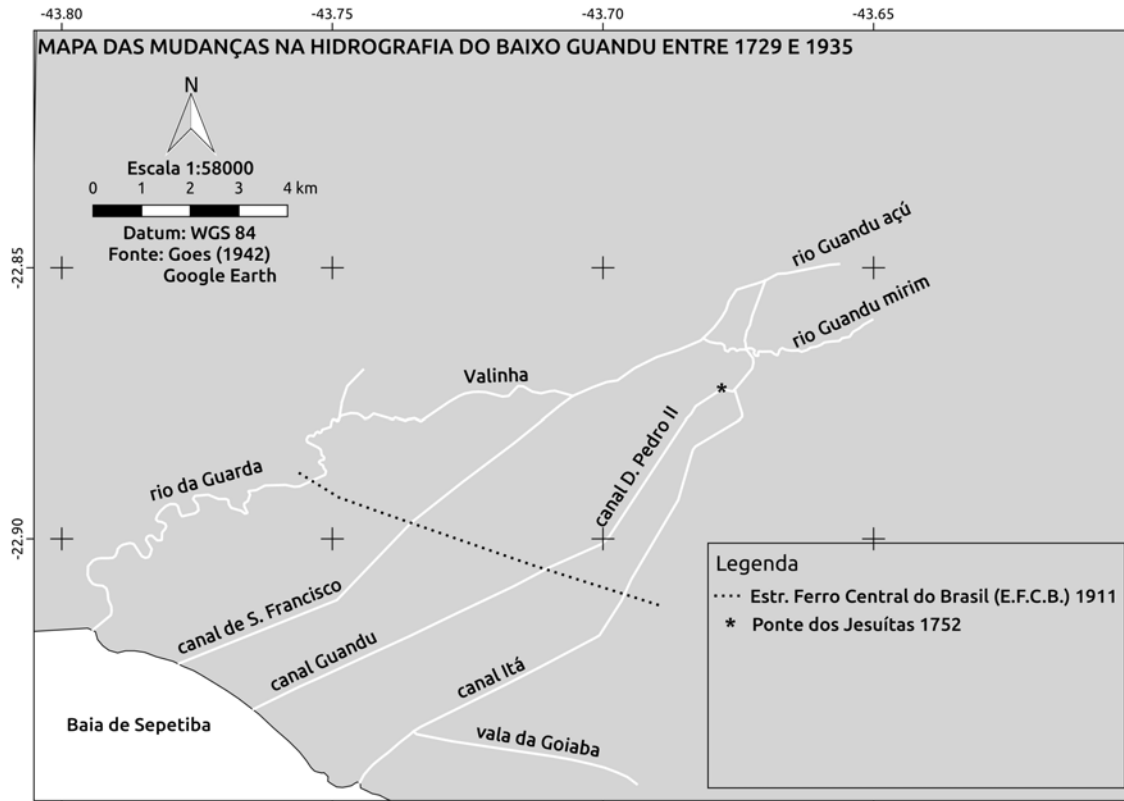 -43.80
-43.75
-43.70
-43.65
MAPA DAS MUDANÇAS NA HIDROGRAFIA DO BAIXO GUANDU ENTRE 1729 E 1935
N
Escala 1:58000
0 1 2 3 4 km
Datum: WGS 84
Fonte: Goes (1942)
Google Earth
-22.85
-22.90
rio Guandu açú
rio Guandu mirim
Valinha
rio da Guarda
canal D. Pedro II
canal de S. Francisco
canal Guandu
canal Itá
vala da Goiaba
Baia de Sepetiba
Legenda
Estr. Ferro Central do Brasil (E.F.C.B.) 1911
* Ponte dos Jesuítas 1752